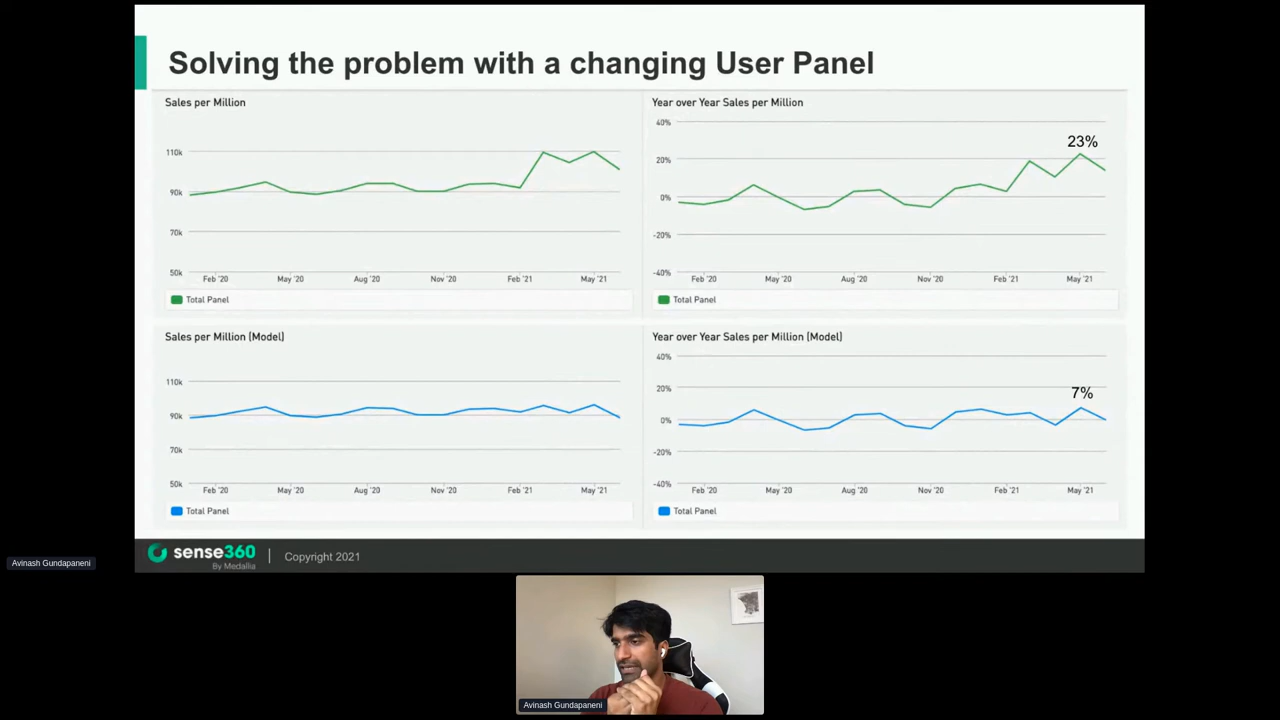 Solving the problem with a changing User Panel
Sales per Million
110k
90k
70k
50k
Feb '20
May '20
Aug '20
Nov '20
Feb '21
May '21
Total Panel
Year over Year Sales per Million
40%
20%
0%
-20%
-40%
23%
Feb '20
May '20
Aug '20
Nov '20
Feb '21
May '21
Total Panel
Sales per Million (Model)
110k
90k
70k
50k
Feb '20
May '20
Aug '20
Nov '20
Feb '21
May '21
Total Panel
Year over Year Sales per Million (Model)
40%
20%
0%
-20%
-40%
7%
Feb '20
May '20
Aug '20
Nov '20
Feb '21
May '21
Total Panel
sense360
By Medallia
Copyright 2021
Avinash Gundapaneni
Avinash Gundapaneni